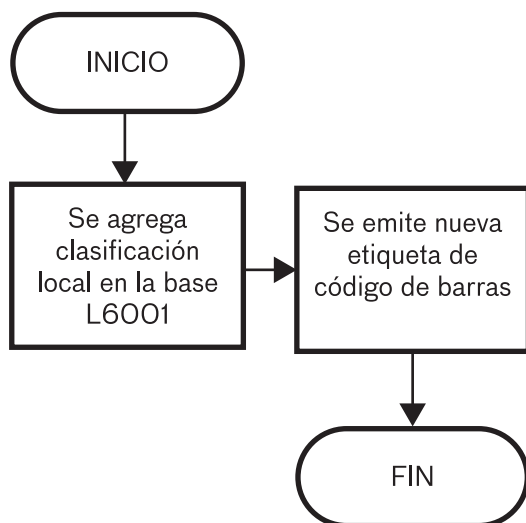 INICIO
Se agrega
clasificación
local en la base
L6001
Se emite nueva
etiqueta de
código de barras
FIN